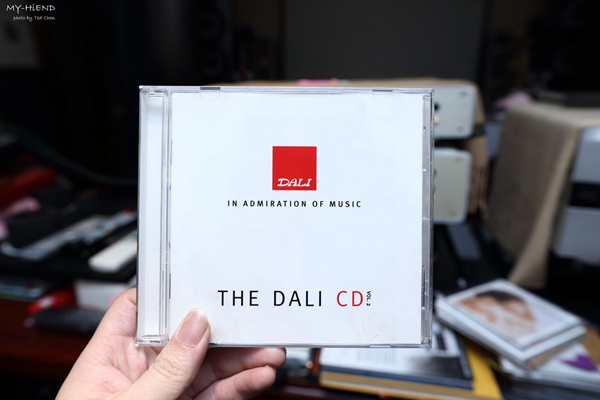 MY-HiEND
photo by Ted Chen
DALI
IN ADMIRATION OF MUSIC
THE DALI CD VOL.2